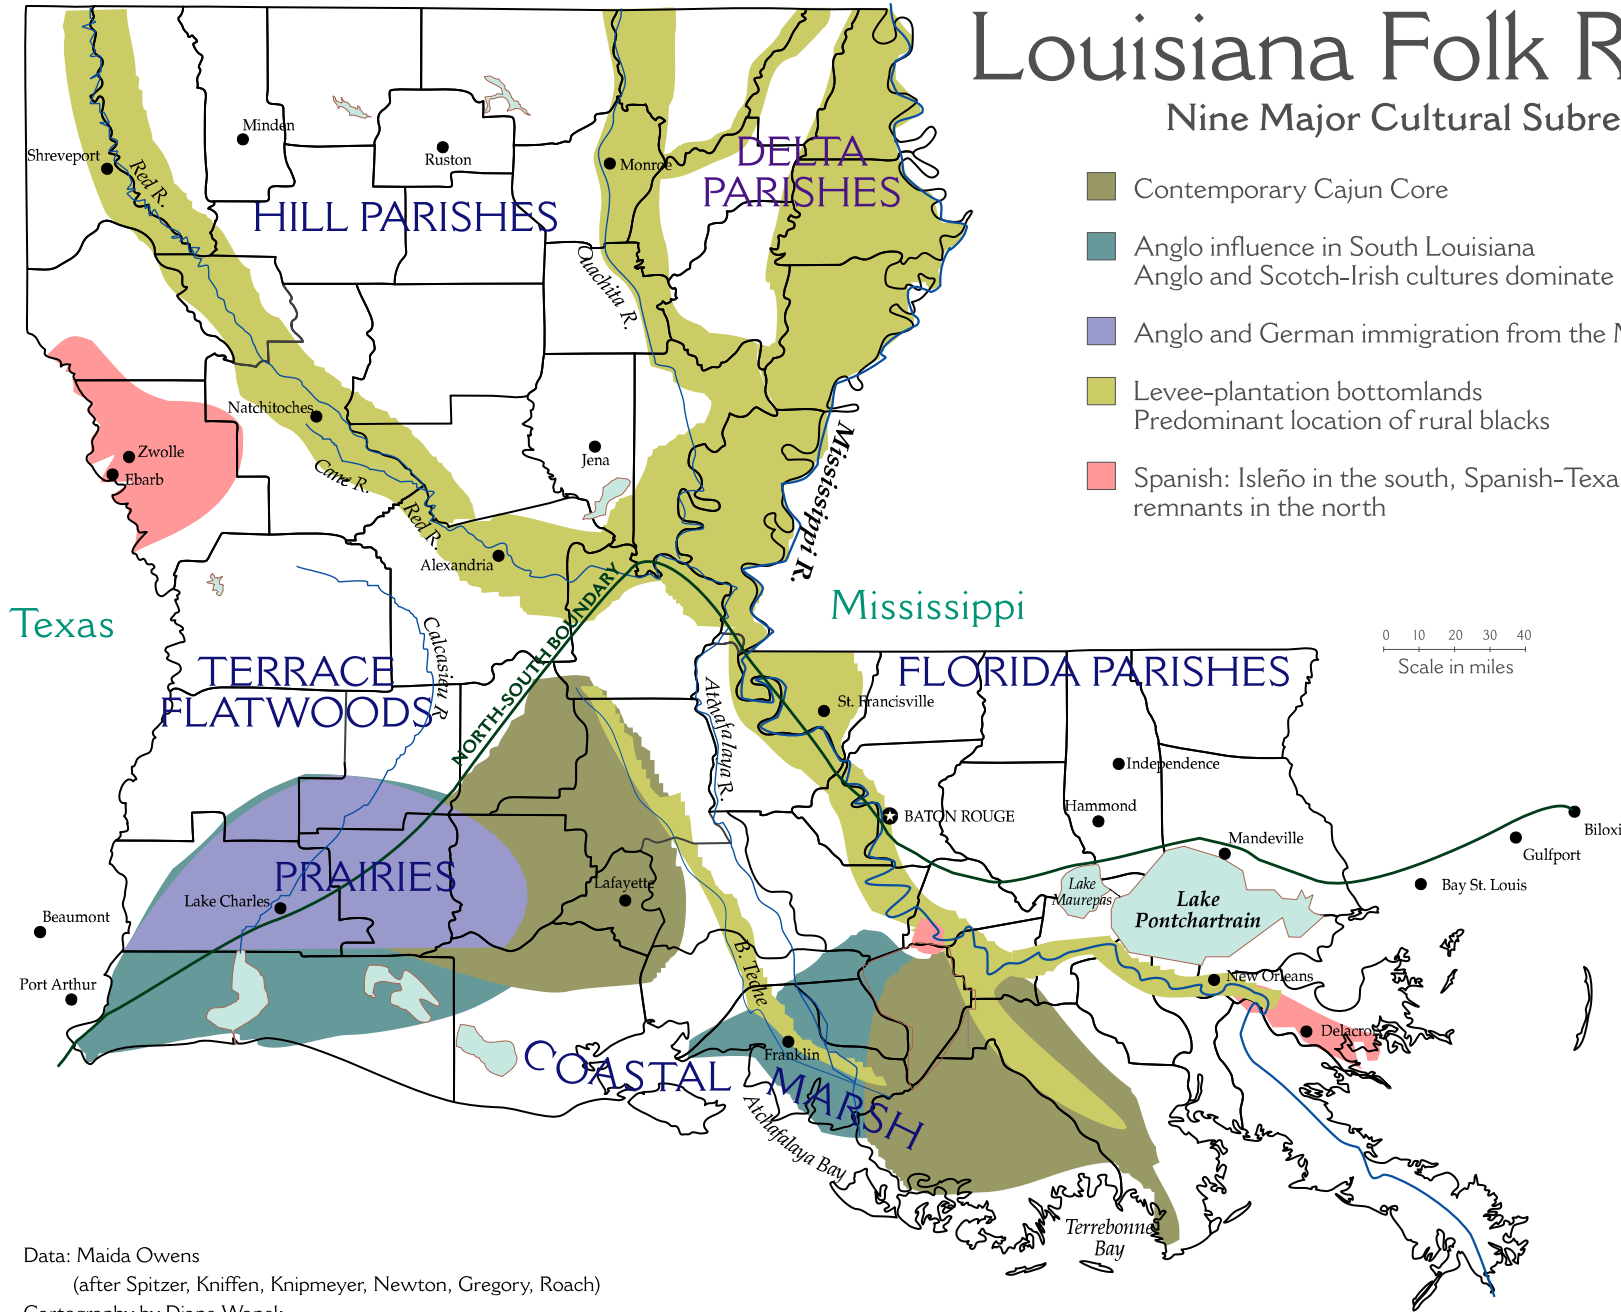 Louisiana Folk R
Nine Major Cultural Subre
Contemporary Cajun Core
Anglo influence in South Louisiana
Anglo and Scotch-Irish cultures dominate
Anglo and German immigration from the
Levee-plantation bottomlands
Predominant location of rural blacks
Spanish: Isleño in the south, Spanish-Texa
remnants in the north
Minden
Shreveport
Ruston
Monroe
Red R.
DELTA
PARISHES
HILL PARISHES
Ouachita R.
Natchitoches
Zwolle
Ebarb
Jena
Cane R.
Red R.
Mississippi R.
Alexandria
NORTH-SOUTH BOUNDARY
Texas
Mississippi
0 10 20 30 40
Scale in miles
Calcasieu R.
TERRACE
FLATWOODS
FLORIDA PARISHES
Atchafalaya R.
St. Francisville
Independence
Hammond
BATON ROUGE
Mandeville
Biloxi
Gulfport
Bay St. Louis
PRAIRIES
Lafayette
Lake Charles
Lake
Maurepas
Lake
Pontchartrain
Beaumont
Port Arthur
B. Teche
New Orleans
Delacro
Franklin
COASTAL MARSH
Atchafalaya Bay
Terrebonne
Bay
Data: Maida Owens
(after Spitzer, Kniffen, Knipmeyer, Newton, Gregory, Roach)
Cartography by Diane Wanek